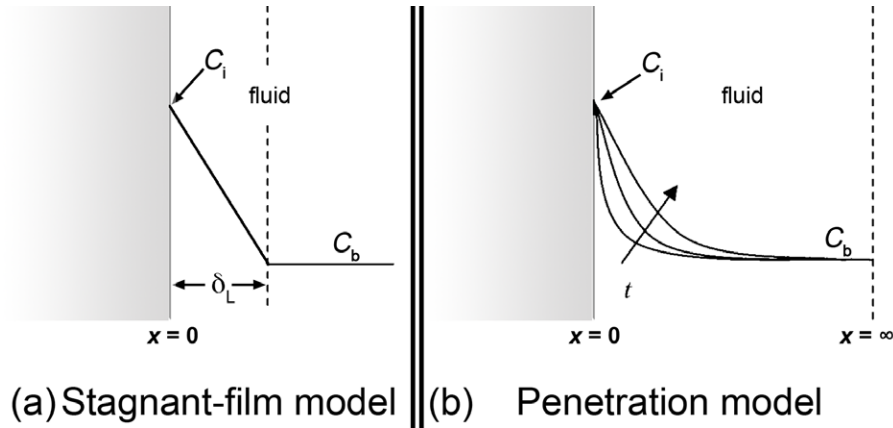 C_i
fluid
C_b
δ_L
x = 0
(a) Stagnant-film model
C_i
fluid
C_b
t
x = 0
x = ∞
(b) Penetration model